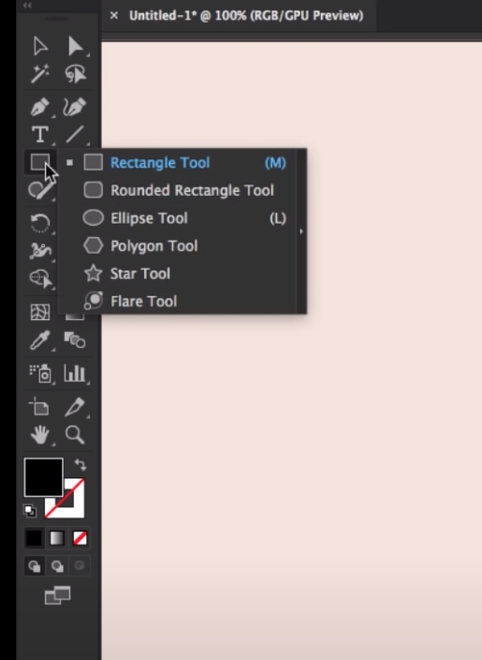 Untitled-1* @ 100% (RGB/GPU Preview)
Rectangle Tool (M)
Rounded Rectangle Tool
Ellipse Tool (L)
Polygon Tool
Star Tool
Flare Tool